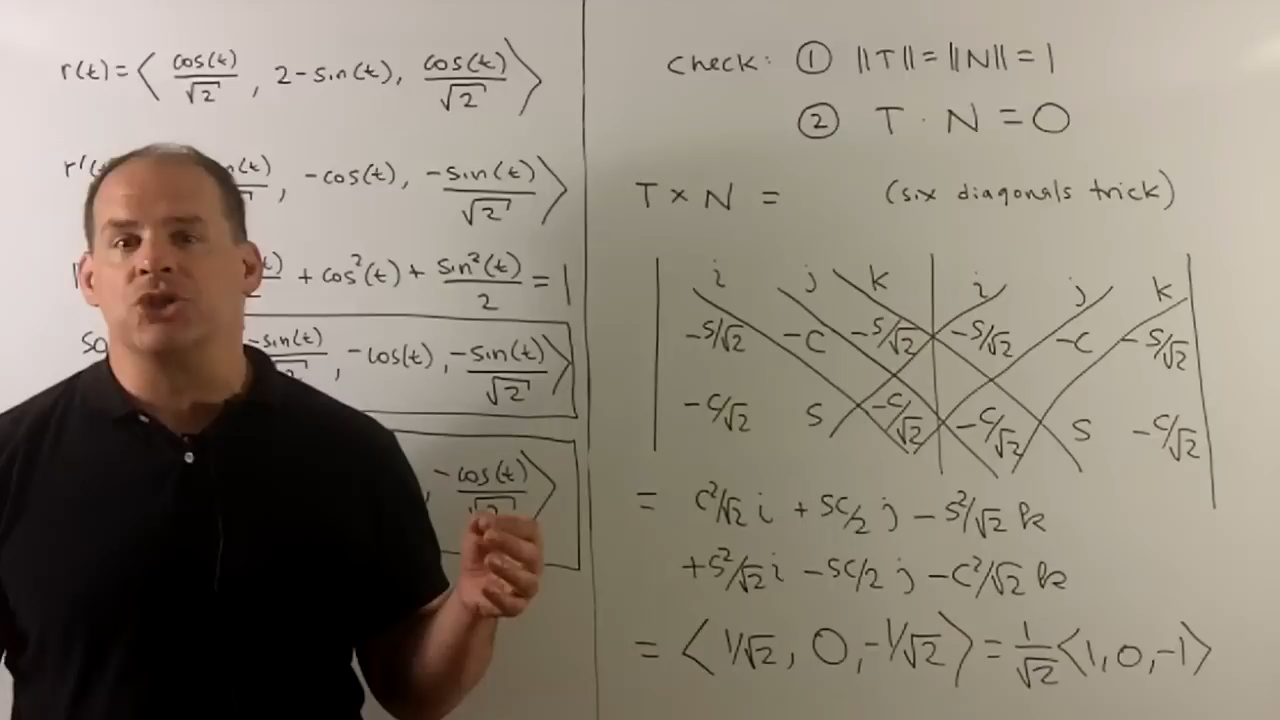 r(t) = ⟨ cos(t)/√2 , 2 - sin(t), cos(t)/√2 ⟩
r'( n(t) , -cos(t), -sin(t)/√2 ⟩
+ cos²(t) + sin²(t)/2 = 1
so -sin(t) , -cos(t), -sin(t)/√2 ⟩
, -cos(t)/√2 ⟩
check: ① ||T|| = ||N|| = 1
② T · N = 0
T × N = (six diagonals trick)
i j k i j k
-S/√2 -C -S/√2 -S/√2 -C -S/√2
-C/√2 S -C/√2 -C/√2 S -C/√2
= C²/√2 i + SC/2 j - S²/√2 k
+ S²/√2 i - SC/2 j - C²/√2 k
= ⟨ 1/√2, 0, -1/√2 ⟩ = 1/√2 ⟨1, 0, -1⟩